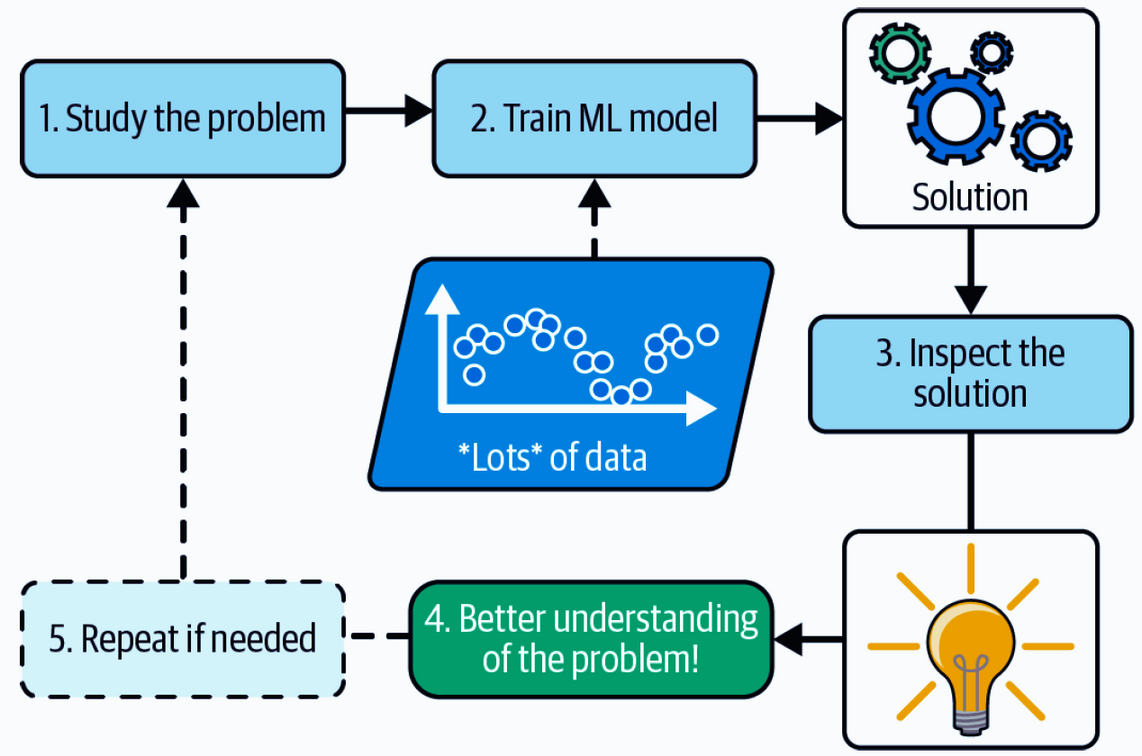 1. Study the problem
2. Train ML model
Solution
*Lots* of data
3. Inspect the
solution
4. Better understanding
of the problem!
5. Repeat if needed